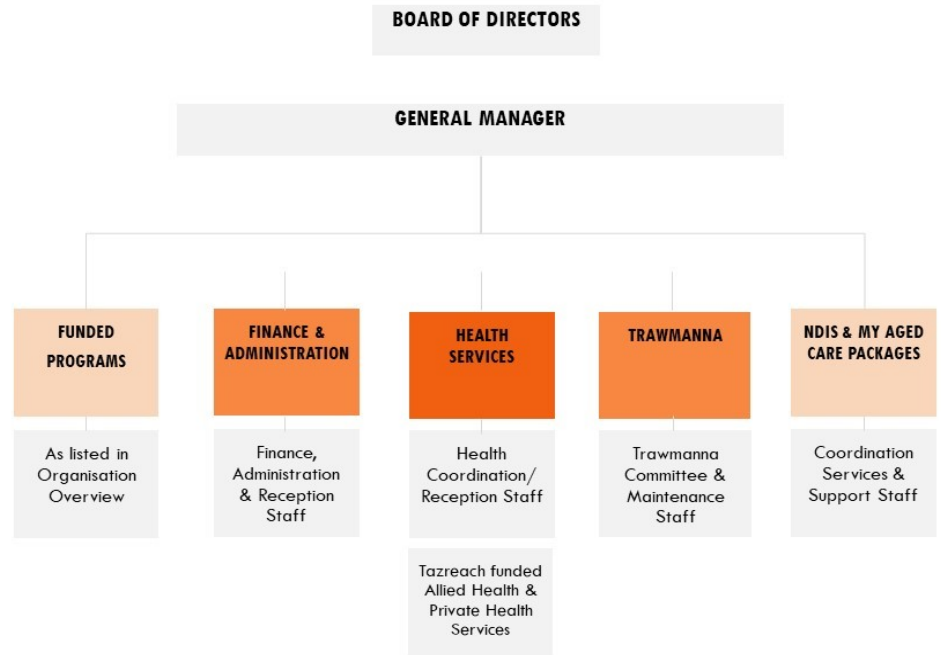 BOARD OF DIRECTORS
GENERAL MANAGER
FUNDED
PROGRAMS
FINANCE &
ADMINISTRATION
HEALTH
SERVICES
TRAWMANNA
NDIS & MY AGED
CARE PACKAGES
As listed in
Organisation
Overview
Finance,
Administration
& Reception
Staff
Health
Coordination/
Reception Staff
Trawmanna
Committee &
Maintenance
Staff
Coordination
Services &
Support Staff
Tazreach funded
Allied Health &
Private Health
Services